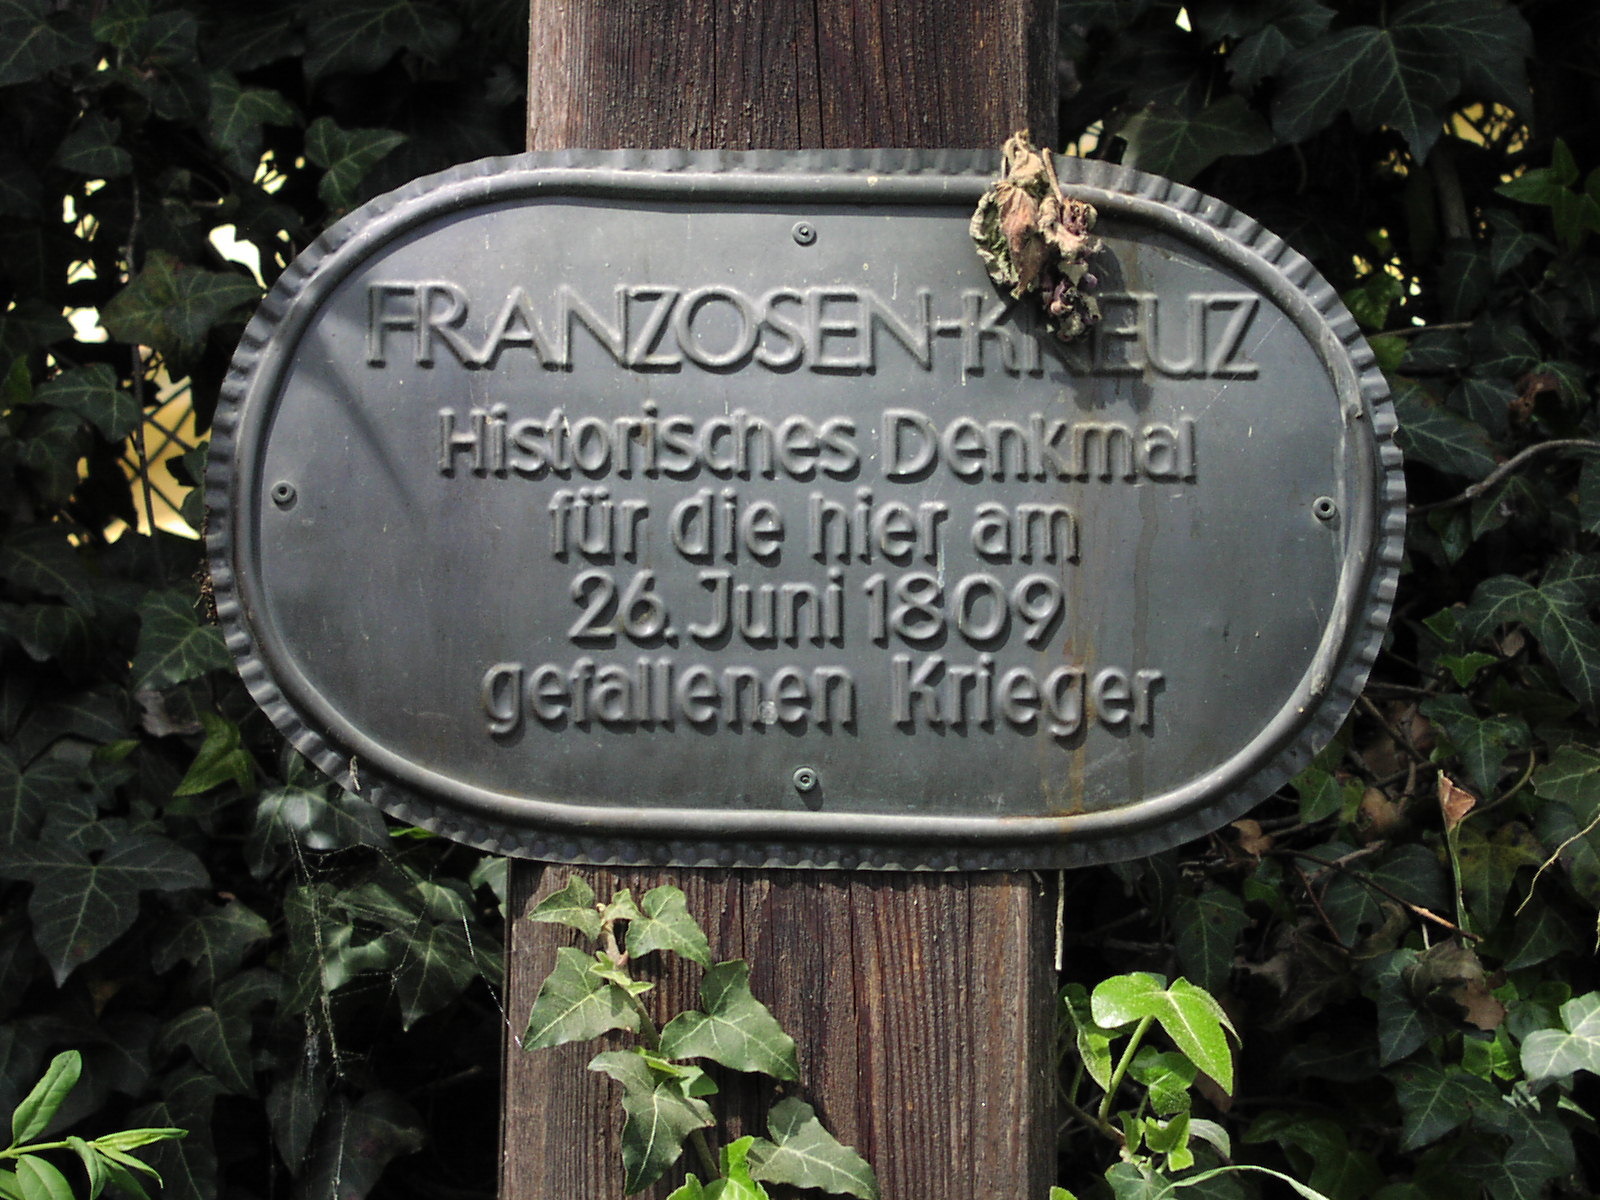 FRANZOSEN-KREUZ
Historisches Denkmal
für die hier am
26. Juni 1809
gefallenen Krieger